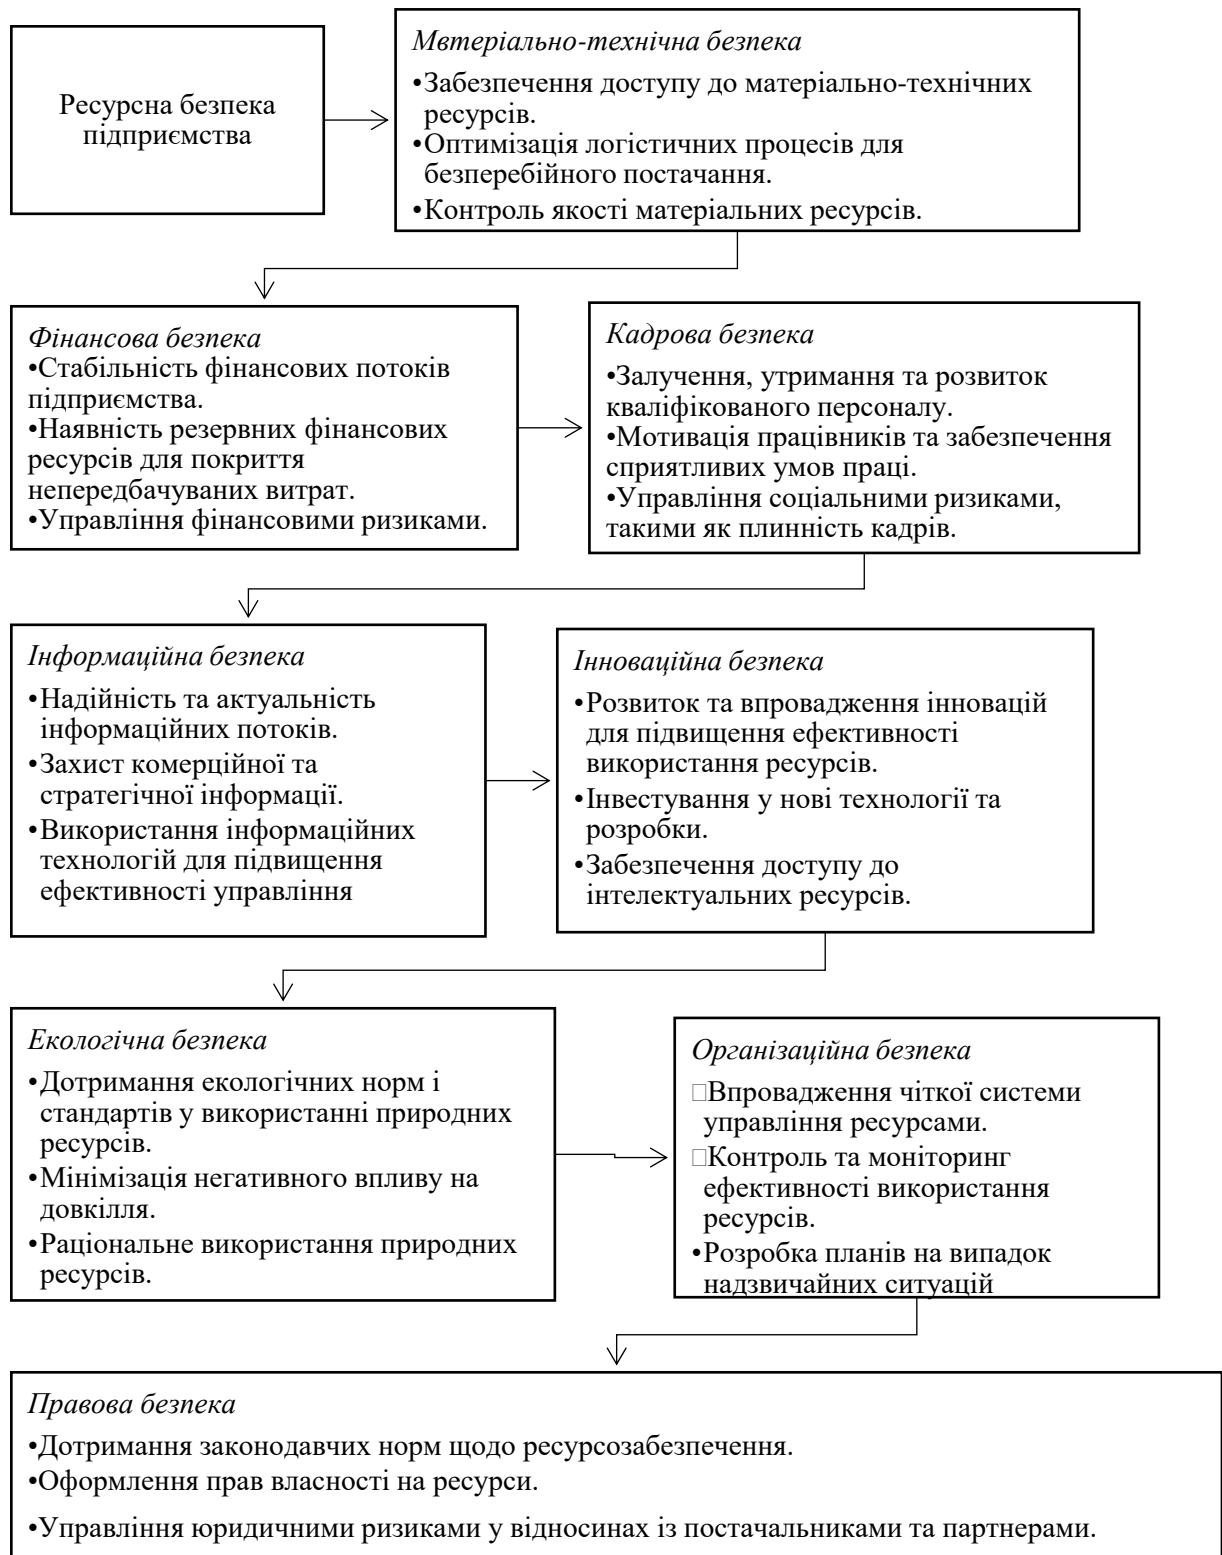 Ресурсна безпека
підприємства
Мвтеріально-технічна безпека
•Забезпечення доступу до матеріально-технічних
ресурсів.
•Оптимізація логістичних процесів для
безперебійного постачання.
•Контроль якості матеріальних ресурсів.
Фінансова безпека
•Стабільність фінансових потоків
підприємства.
•Наявність резервних фінансових
ресурсів для покриття
непередбачуваних витрат.
•Управління фінансовими ризиками.
Кадрова безпека
•Залучення, утримання та розвиток
кваліфікованого персоналу.
•Мотивація працівників та забезпечення
сприятливих умов праці.
•Управління соціальними ризиками,
такими як плинність кадрів.
Інформаційна безпека
•Надійність та актуальність
інформаційних потоків.
•Захист комерційної та
стратегічної інформації.
•Використання інформаційних
технологій для підвищення
ефективності управління
Інноваційна безпека
•Розвиток та впровадження інновацій
для підвищення ефективності
використання ресурсів.
•Інвестування у нові технології та
розробки.
•Забезпечення доступу до
інтелектуальних ресурсів.
Екологічна безпека
•Дотримання екологічних норм і
стандартів у використанні природних
ресурсів.
•Мінімізація негативного впливу на
довкілля.
•Раціональне використання природних
ресурсів.
Організаційна безпека
□Впровадження чіткої системи
управління ресурсами.
□Контроль та моніторинг
ефективності використання
ресурсів.
•Розробка планів на випадок
надзвичайних ситуацій
Правова безпека
•Дотримання законодавчих норм щодо ресурсозабезпечення.
•Оформлення прав власності на ресурси.
•Управління юридичними ризиками у відносинах із постачальниками та партнерами.